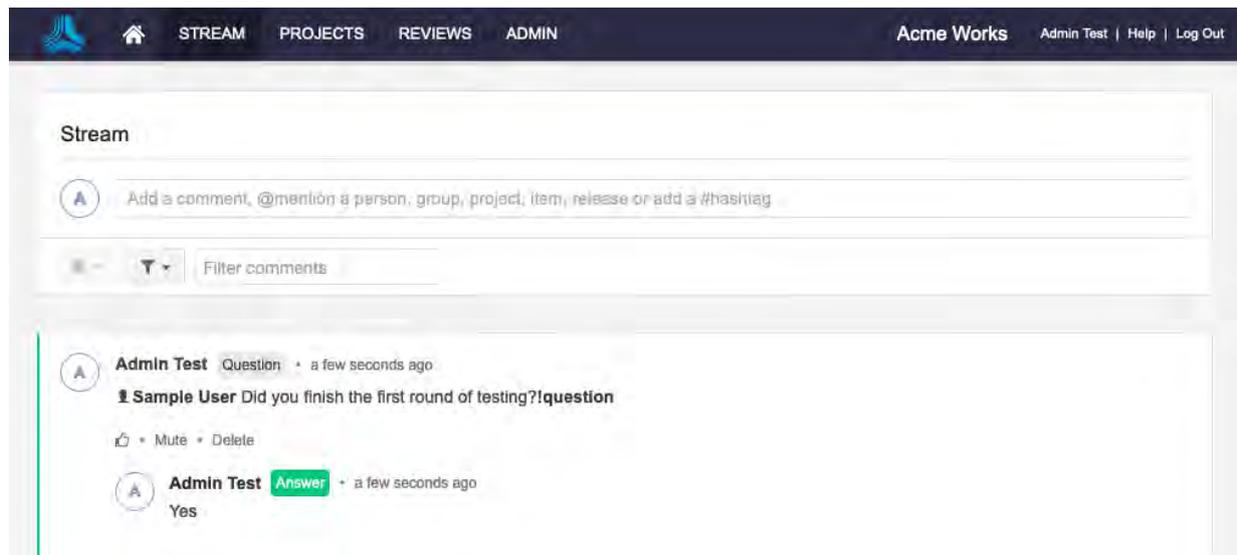 STREAM PROJECTS REVIEWS ADMIN Acme Works Admin Test | Help | Log Out
Stream
A Add a comment, @mention a person, group, project, item, release or add a #hashtag
Filter comments
A Admin Test Question • a few seconds ago
Sample User Did you finish the first round of testing?!question
• Mute • Delete
A Admin Test Answer • a few seconds ago
Yes